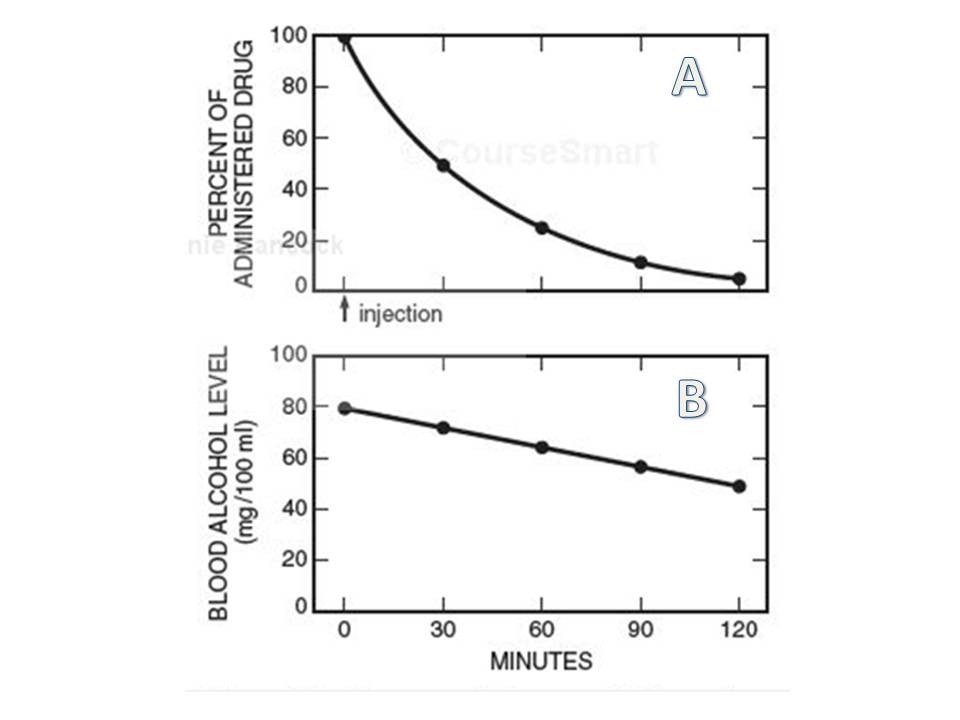 PERCENT OF
ADMINISTERED DRUG
100
80
60
40
20
0
A
© CourseSmart
injection
BLOOD ALCOHOL LEVEL
(mg/100 ml)
100
80
60
40
20
0
B
0 30 60 90 120
MINUTES